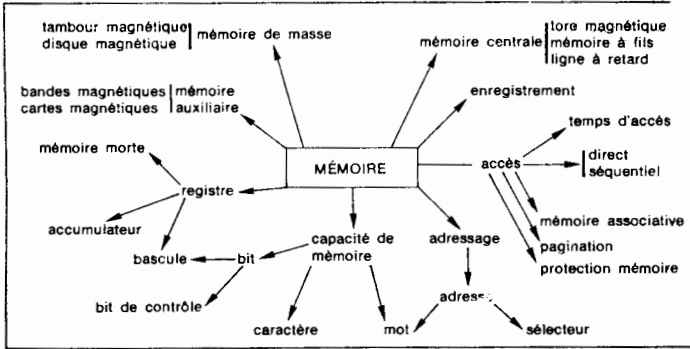 tambour magnétique
disque magnétique
mémoire de masse
mémoire centrale
tore magnétique
mémoire à fils
ligne à retard
bandes magnétiques
cartes magnétiques
mémoire
auxiliaire
enregistrement
temps d'accés
mémoire morte
MÉMOIRE
accès
direct
séquentiel
registre
accumulateur
mémoire associative
bascule
bit
capacité de
mémoire
adressage
pagination
protection mémoire
bit de contrôle
caractère
mot
sélecteur